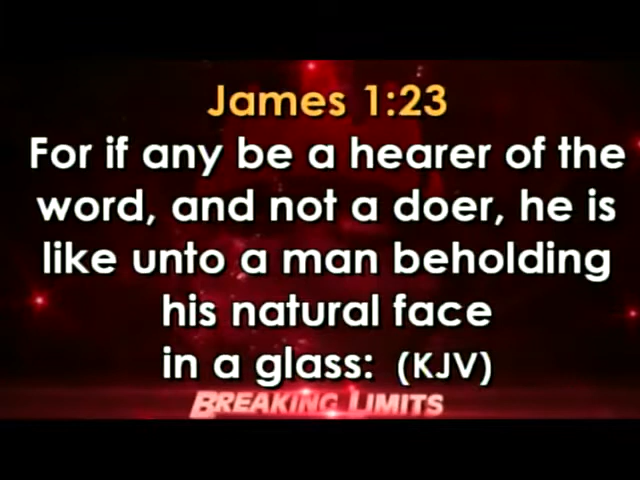 James 1:23
For if any be a hearer of the
word, and not a doer, he is
like unto a man beholding
his natural face
in a glass: (KJV)
BREAKING LIMITS